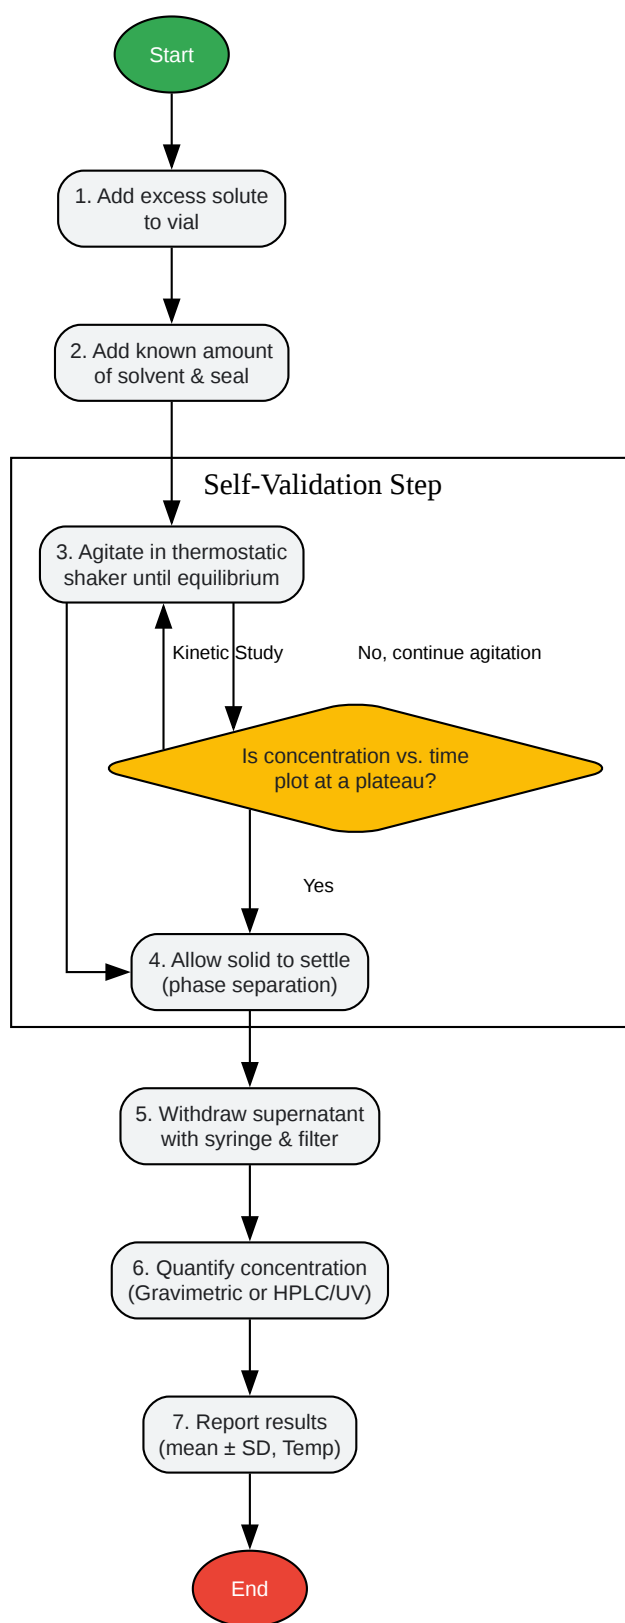 Start
1. Add excess solute
to vial
2. Add known amount
of solvent & seal
Self-Validation Step
3. Agitate in thermostatic
shaker until equilibrium
Kinetic Study
No, continue agitation
Is concentration vs. time
plot at a plateau?
Yes
4. Allow solid to settle
(phase separation)
5. Withdraw supernatant
with syringe & filter
6. Quantify concentration
(Gravimetric or HPLC/UV)
7. Report results
(mean ± SD, Temp)
End